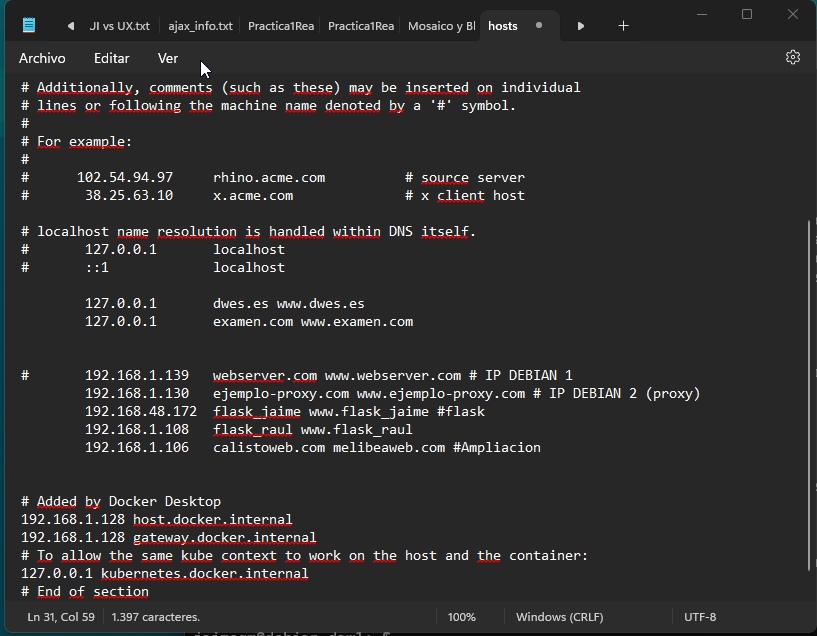 JI vs UX.txt ajax_info.txt Practica1Rea Practica1Rea Mosaico y Bl hosts
Archivo Editar Ver
# Additionally, comments (such as these) may be inserted on individual
# lines or following the machine name denoted by a '#' symbol.
#
# For example:
#
# 102.54.94.97 rhino.acme.com # source server
# 38.25.63.10 x.acme.com # x client host
# localhost name resolution is handled within DNS itself.
# 127.0.0.1 localhost
# ::1 localhost
127.0.0.1 dwes.es www.dwes.es
127.0.0.1 examen.com www.examen.com
# 192.168.1.139 webserver.com www.webserver.com # IP DEBIAN 1
192.168.1.130 ejemplo-proxy.com www.ejemplo-proxy.com # IP DEBIAN 2 (proxy)
192.168.48.172 flask_jaime www.flask_jaime #flask
192.168.1.108 flask_raul www.flask_raul
192.168.1.106 calistoweb.com melibeaweb.com #Ampliacion
# Added by Docker Desktop
192.168.1.128 host.docker.internal
192.168.1.128 gateway.docker.internal
# To allow the same kube context to work on the host and the container:
127.0.0.1 kubernetes.docker.internal
# End of section
Ln 31, Col 59 1.397 caracteres. 100% Windows (CRLF) UTF-8